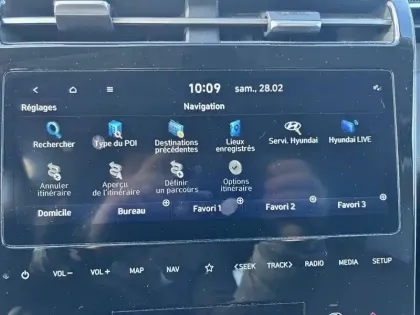 10:09 sam., 28.02
Réglages Navigation
Rechercher Type du POI Destinations précédentes Lieux enregistrés Servi. Hyundai Hyundai LIVE
Annuler itinéraire Aperçu de l'itinéraire Définir un parcours Options itinéraire
Domicile Bureau Favori 1 Favori 2 Favori 3
VOL− VOL+ MAP NAV SEEK TRACK RADIO MEDIA SETUP